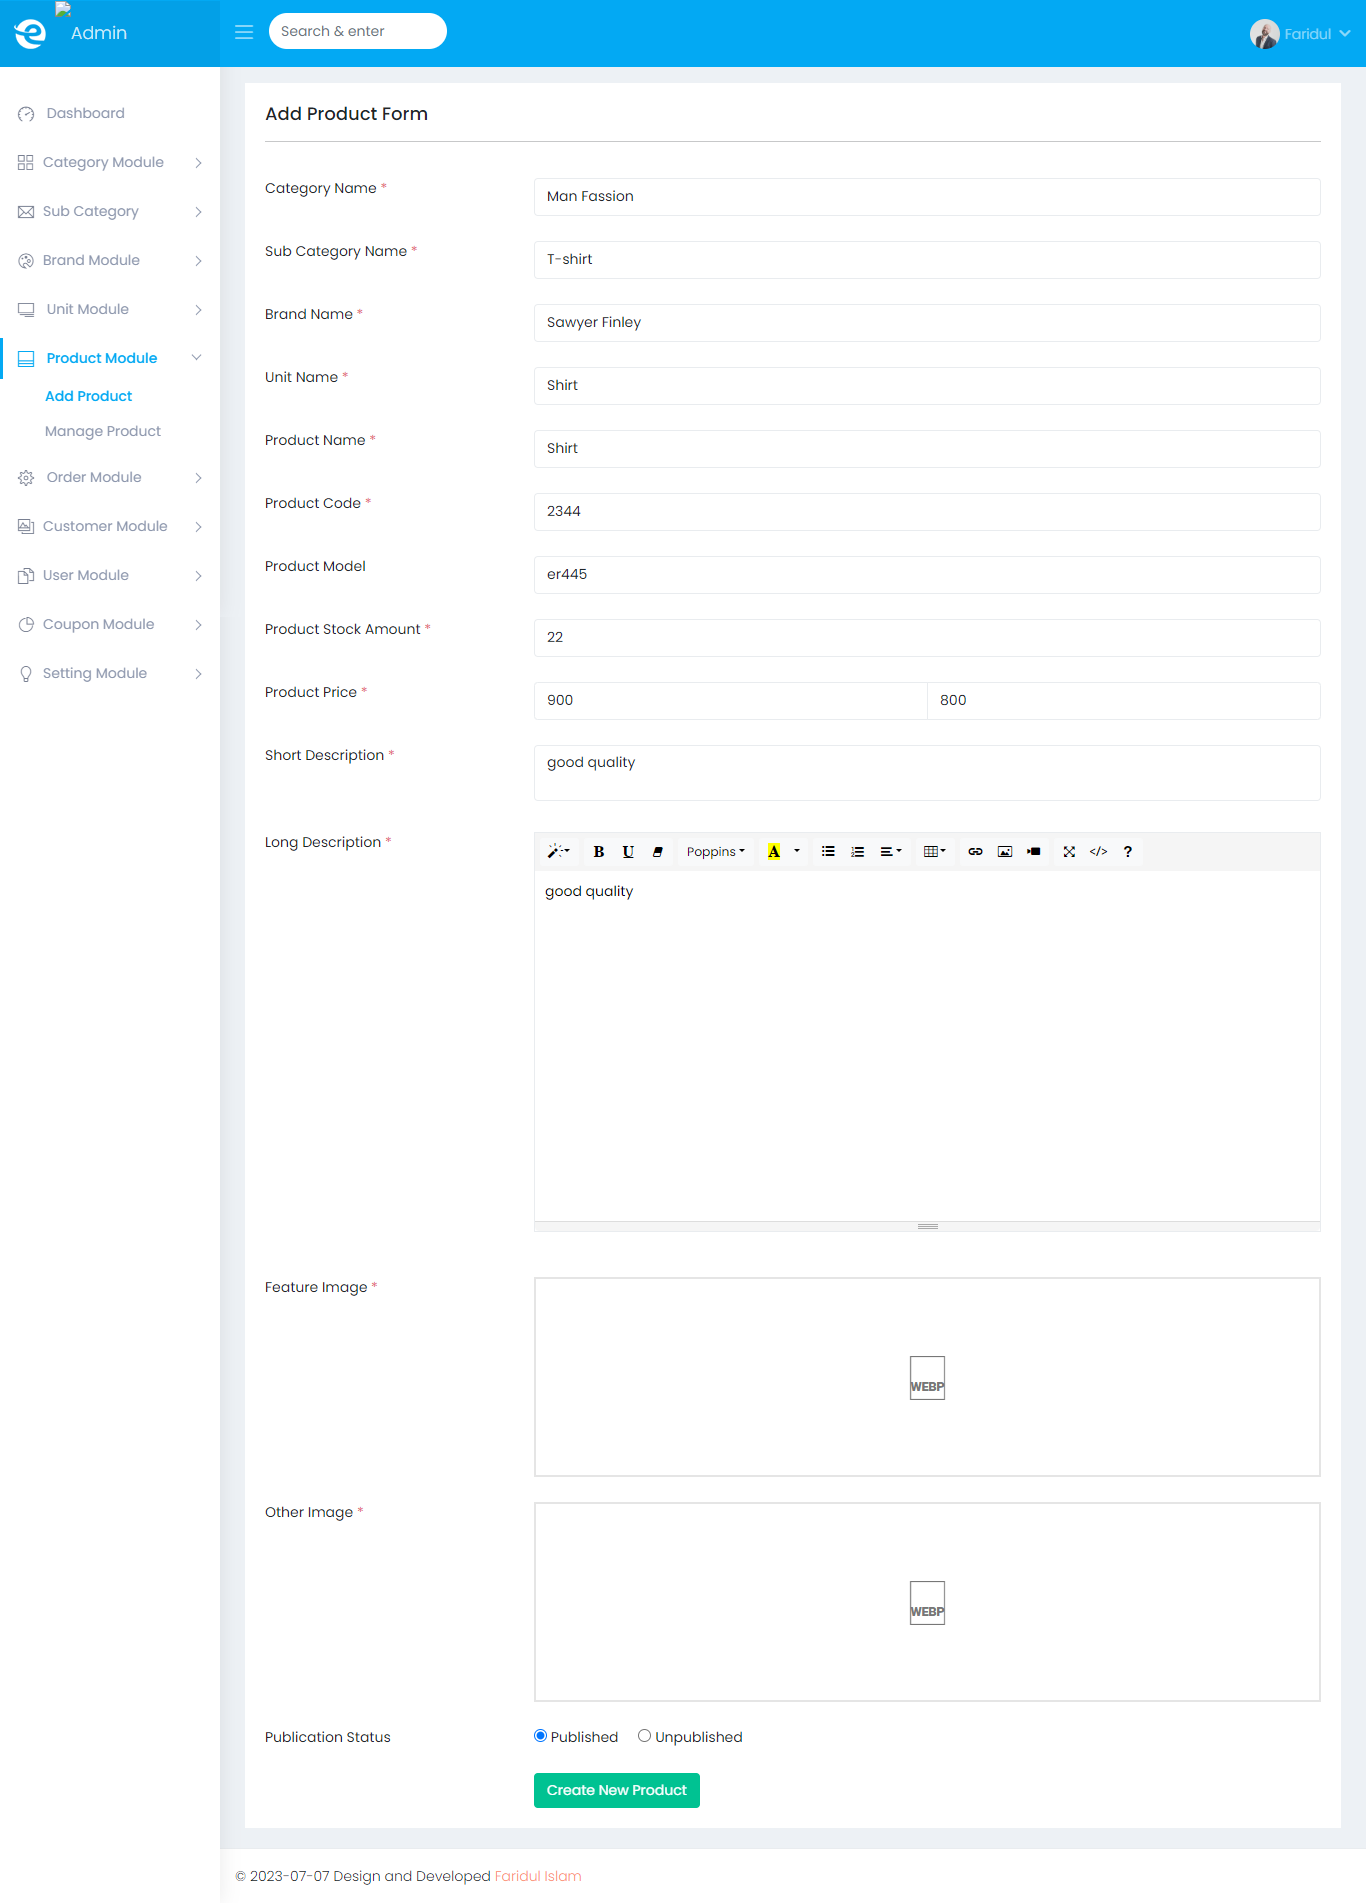 Admin
Search & enter
Faridul
Dashboard
Category Module
Sub Category
Brand Module
Unit Module
Product Module
Add Product
Manage Product
Order Module
Customer Module
User Module
Coupon Module
Setting Module
Add Product Form
Category Name *
Man Fassion
Sub Category Name *
T-shirt
Brand Name *
Sawyer Finley
Unit Name *
Shirt
Product Name *
Shirt
Product Code *
2344
Product Model
er445
Product Stock Amount *
22
Product Price *
900
800
Short Description *
good quality
Long Description *
B U Poppins A </> ?
good quality
Feature Image *
WEBP
Other Image *
WEBP
Publication Status
Published
Unpublished
Create New Product
© 2023-07-07 Design and Developed Faridul Islam